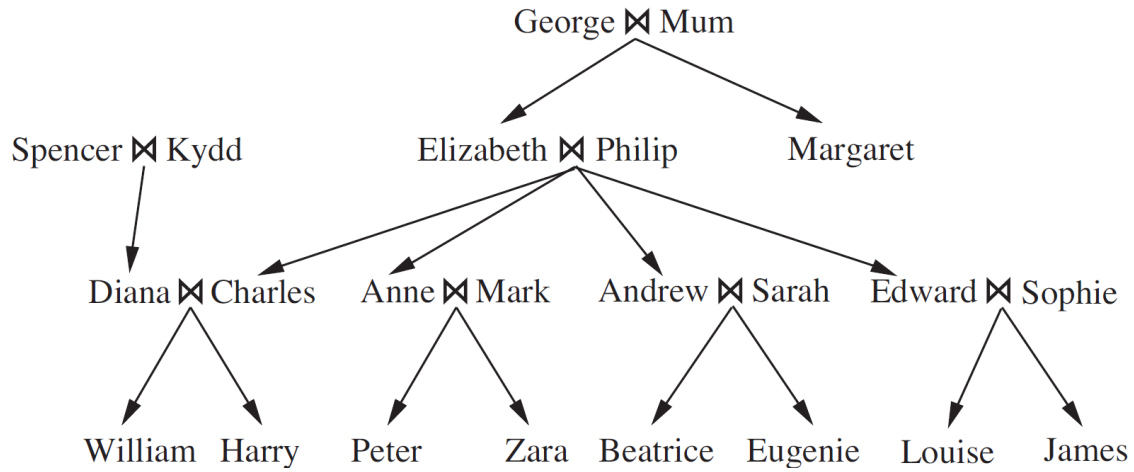 George ⋈ Mum
Spencer ⋈ Kydd Elizabeth ⋈ Philip Margaret
Diana ⋈ Charles Anne ⋈ Mark Andrew ⋈ Sarah Edward ⋈ Sophie
William Harry Peter Zara Beatrice Eugenie Louise James